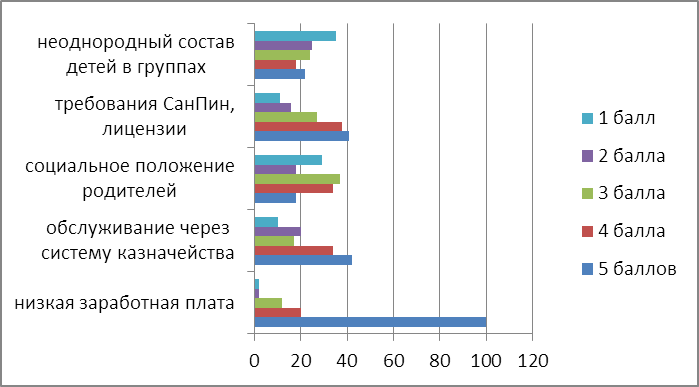 неоднородный состав
детей в группах
требования СанПин,
лицензии
социальное положение
родителей
обслуживание через
систему казначейства
низкая заработная плата
0 20 40 60 80 100 120
1 балл
2 балла
3 балла
4 балла
5 баллов